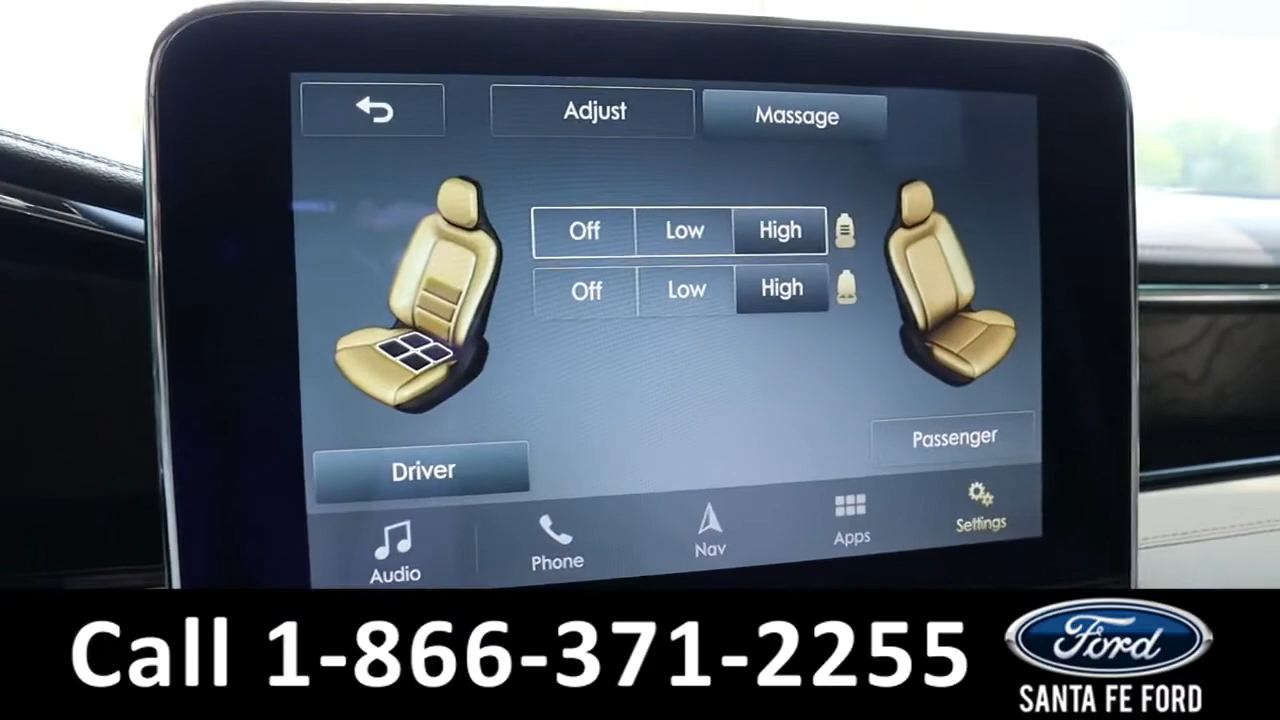 Adjust
Massage
Off Low High
Off Low High
Driver
Passenger
Audio
Phone
Nav
Apps
Settings
Call 1-866-371-2255
Ford
SANTA FE FORD